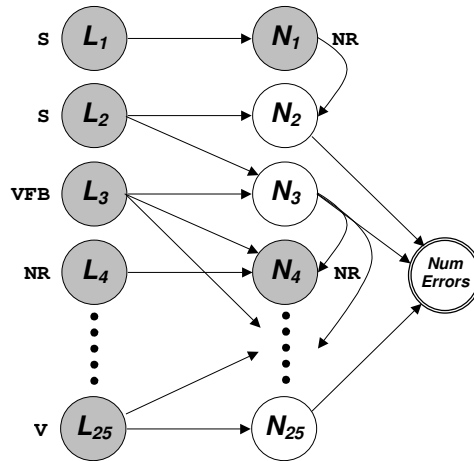 S L1 N1 NR
S L2 N2
VFB L3 N3
NR L4 N4 NR
Num
Errors
V L25 N25